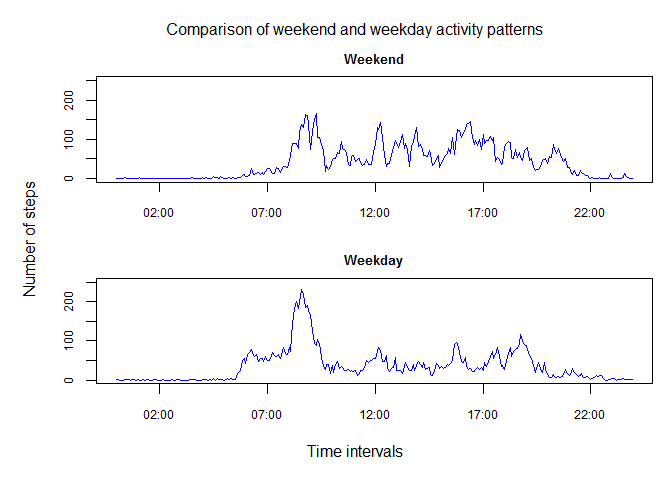 Comparison of weekend and weekday activity patterns
Weekend
200
100
0
02:00 07:00 12:00 17:00 22:00
Number of steps
Weekday
200
100
0
02:00 07:00 12:00 17:00 22:00
Time intervals